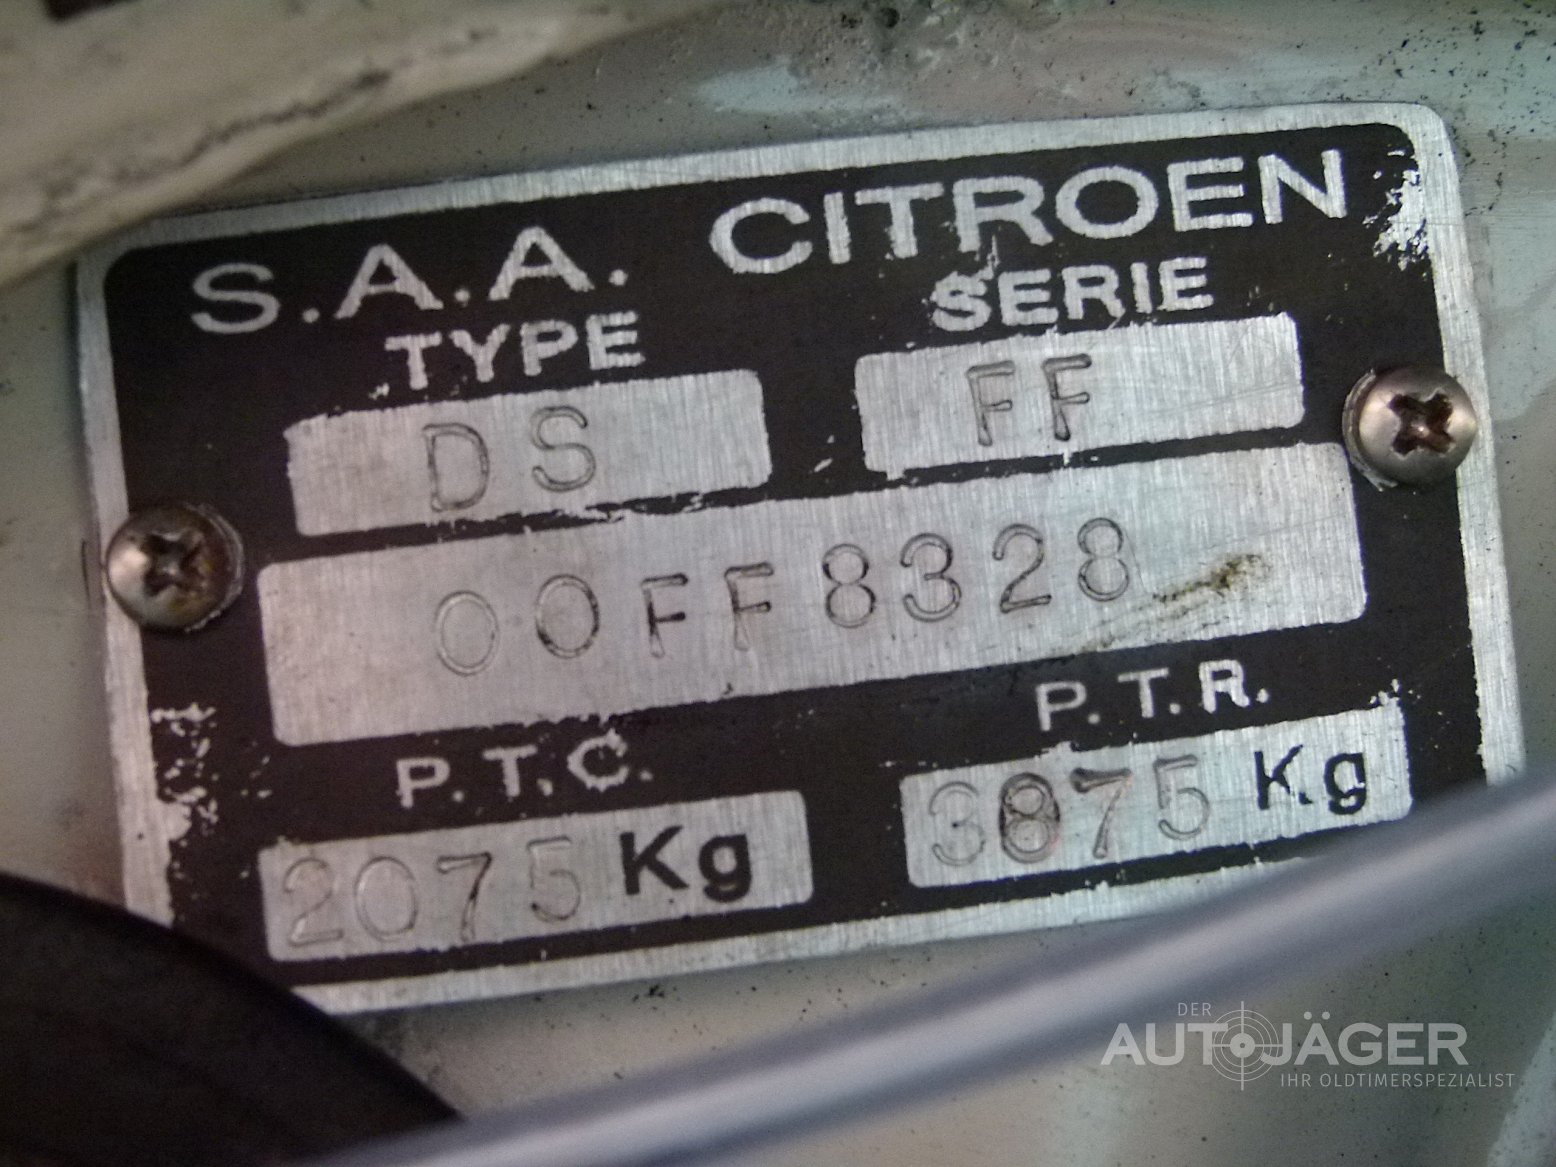 S.A.A. CITROEN
TYPE SERIE
DS FF
00FF8328
P.T.C. P.T.R.
2075 Kg 3875 Kg
DER
AUTOJÄGER
IHR OLDTIMERSPEZIALIST